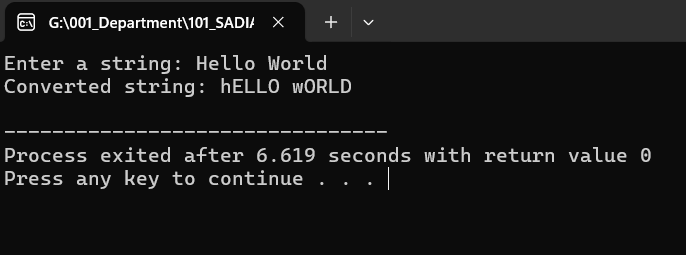 G:\001_Department\101_SADIA
Enter a string: Hello World
Converted string: hELLO wORLD
--------------------------------
Process exited after 6.619 seconds with return value 0
Press any key to continue . . .